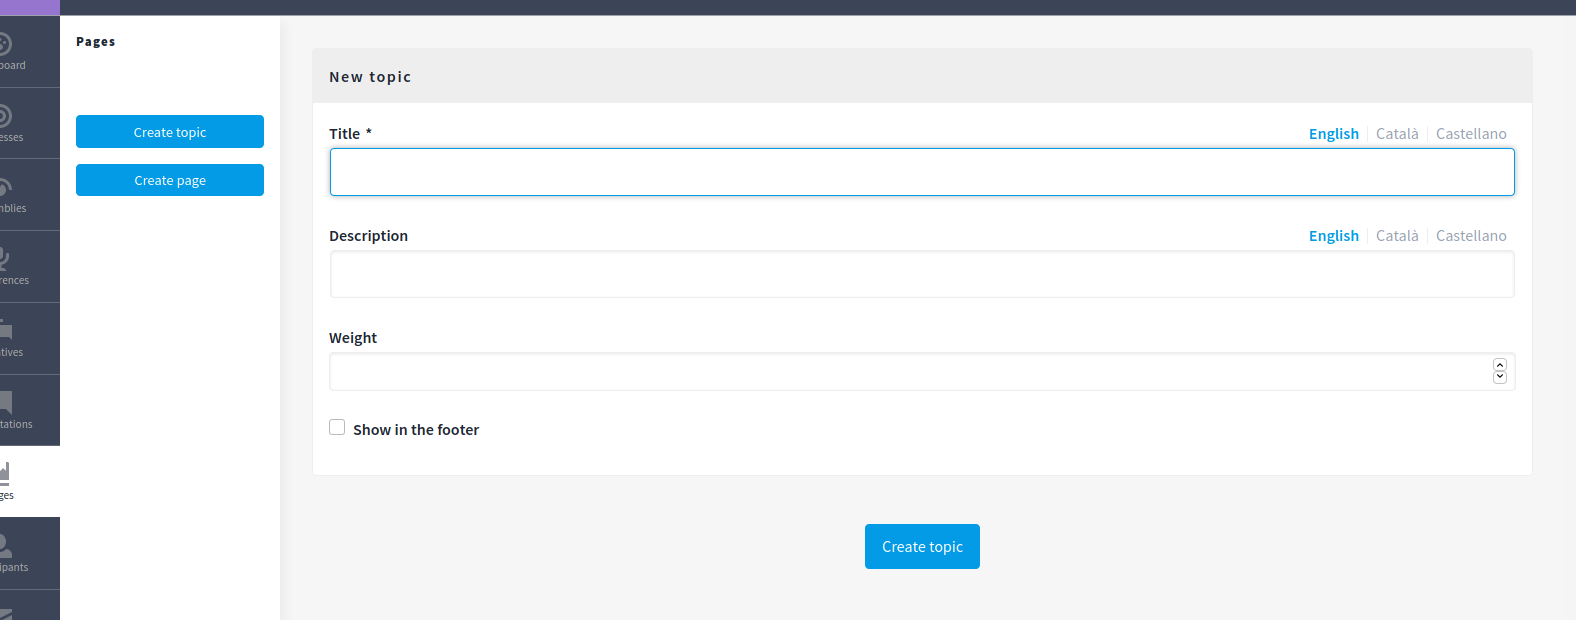 board
esses
nblies
rences
tives
tations
ges
ipants
Pages
Create topic
Create page
New topic
Title * English Català Castellano
Description English Català Castellano
Weight
Show in the footer
Create topic